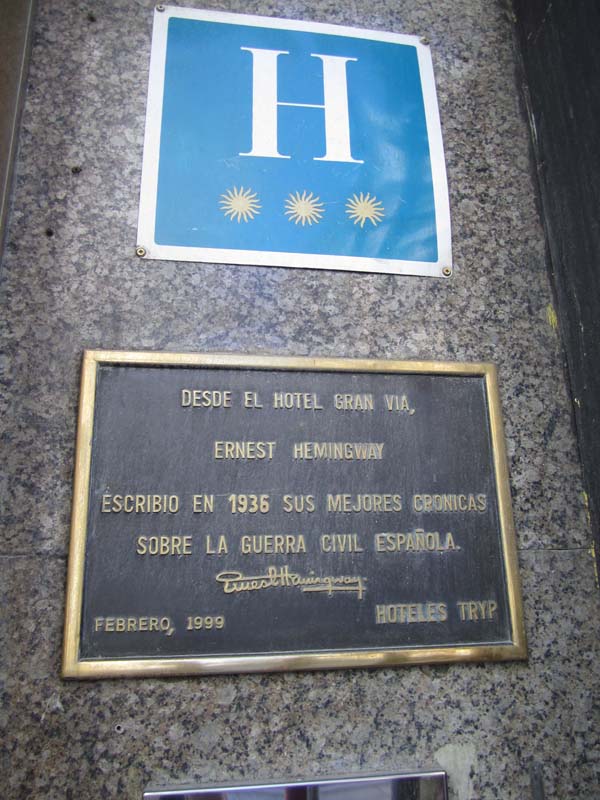 H
DESDE EL HOTEL GRAN VIA,
ERNEST HEMINGWAY
ESCRIBIO EN 1936 SUS MEJORES CRONICAS
SOBRE LA GUERRA CIVIL ESPAÑOLA.
Ernest Hemingway
FEBRERO, 1999 HOTELES TRYP